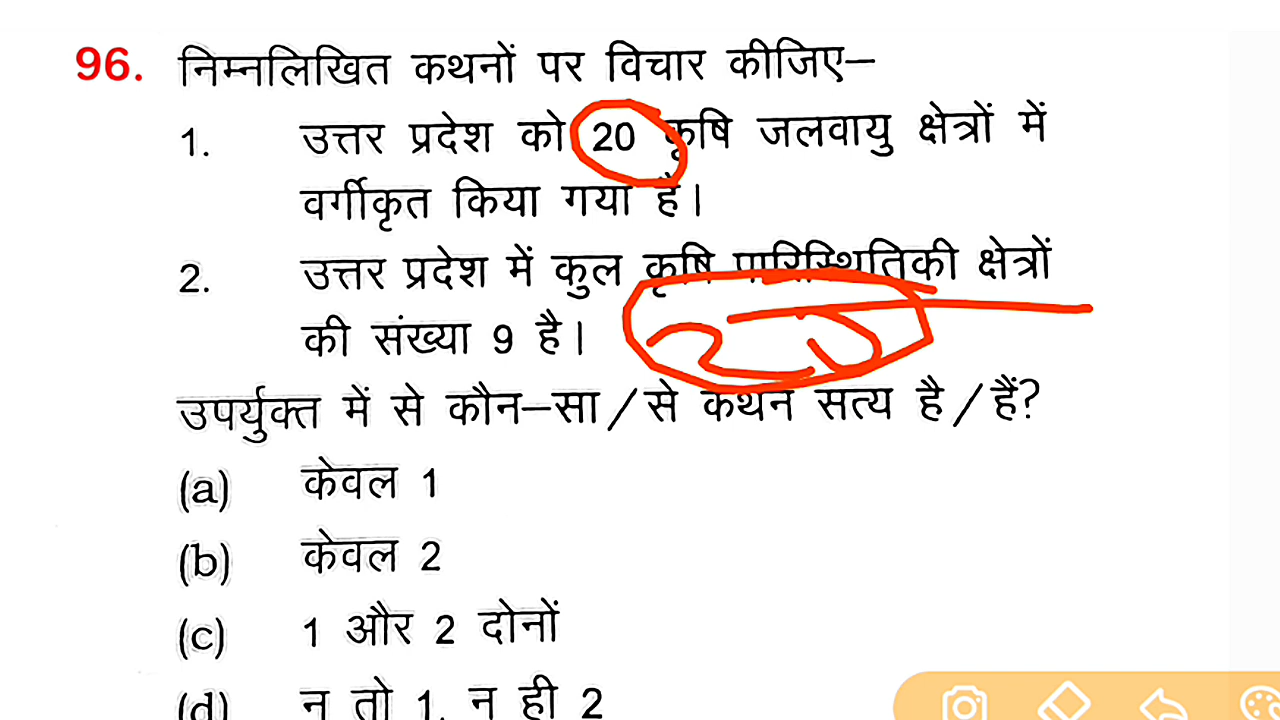 96. निम्नलिखित कथनों पर विचार कीजिए–
1. उत्तर प्रदेश को 20 कृषि जलवायु क्षेत्रों में
वर्गीकृत किया गया है।
2. उत्तर प्रदेश में कुल कृषि पारिस्थितिकी क्षेत्रों
की संख्या 9 है। 20
उपर्युक्त में से कौन–सा/से कथन सत्य है/हैं?
(a) केवल 1
(b) केवल 2
(c) 1 और 2 दोनों
(d) न तो 1, न ही 2